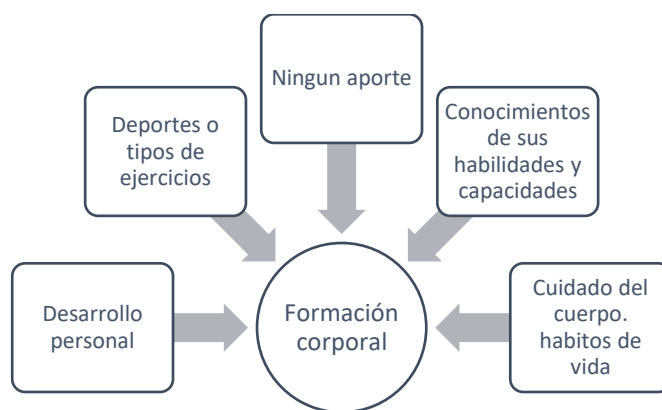 Ningun aporte
Deportes o
tipos de
ejercicios
Conocimientos
de sus
habilidades y
capacidades
Desarrollo
personal
Formación
corporal
Cuidado del
cuerpo.
habitos de
vida